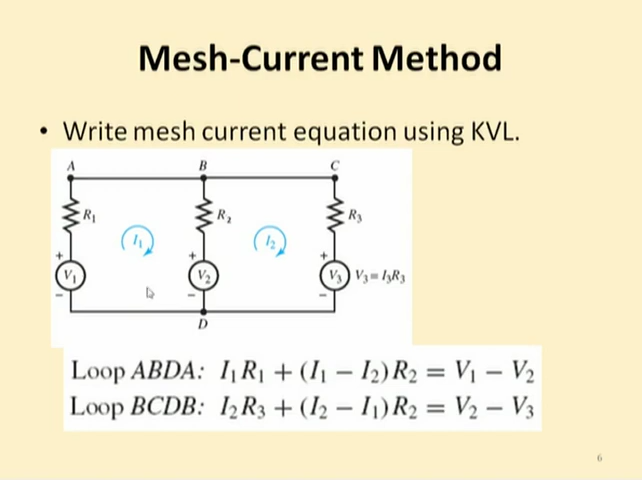 Mesh-Current Method
• Write mesh current equation using KVL.
A B C
R₁ R₂ R₃
I₁ I₂
+ + +
V₁ V₂ V₃ V₃ = I₃R₃
− − −
D
Loop ABDA: I₁R₁ + (I₁ − I₂)R₂ = V₁ − V₂
Loop BCDB: I₂R₃ + (I₂ − I₁)R₂ = V₂ − V₃
6